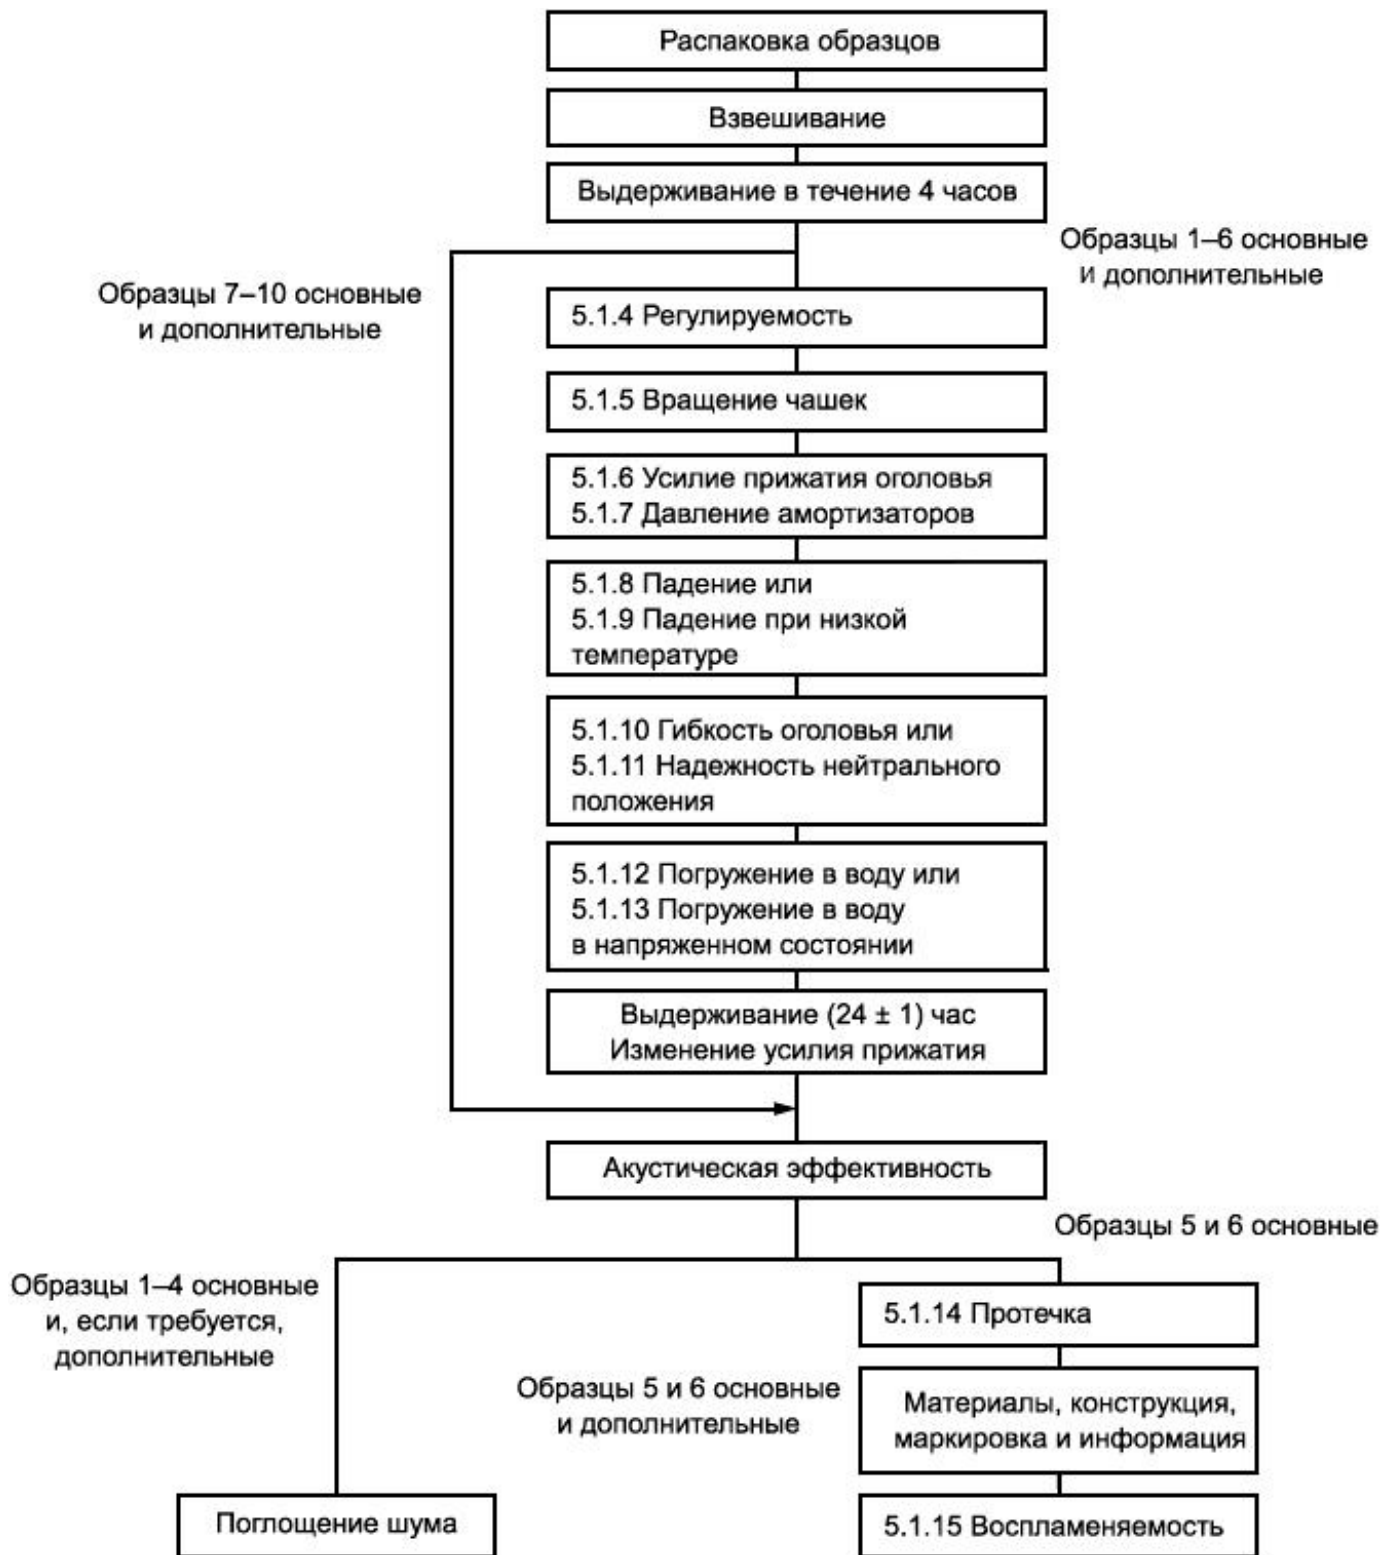 Распаковка образцов
Взвешивание
Выдерживание в течение 4 часов
Образцы 1–6 основные
и дополнительные
Образцы 7–10 основные
и дополнительные
5.1.4 Регулируемость
5.1.5 Вращение чашек
5.1.6 Усилие прижатия оголовья
5.1.7 Давление амортизаторов
5.1.8 Падение или
5.1.9 Падение при низкой
температуре
5.1.10 Гибкость оголовья или
5.1.11 Надежность нейтрального
положения
5.1.12 Погружение в воду или
5.1.13 Погружение в воду
в напряженном состоянии
Выдерживание (24 ± 1) час
Изменение усилия прижатия
Акустическая эффективность
Образцы 5 и 6 основные
Образцы 1–4 основные
и, если требуется,
дополнительные
5.1.14 Протечка
Образцы 5 и 6 основные
и дополнительные
Материалы, конструкция,
маркировка и информация
Поглощение шума
5.1.15 Воспламеняемость